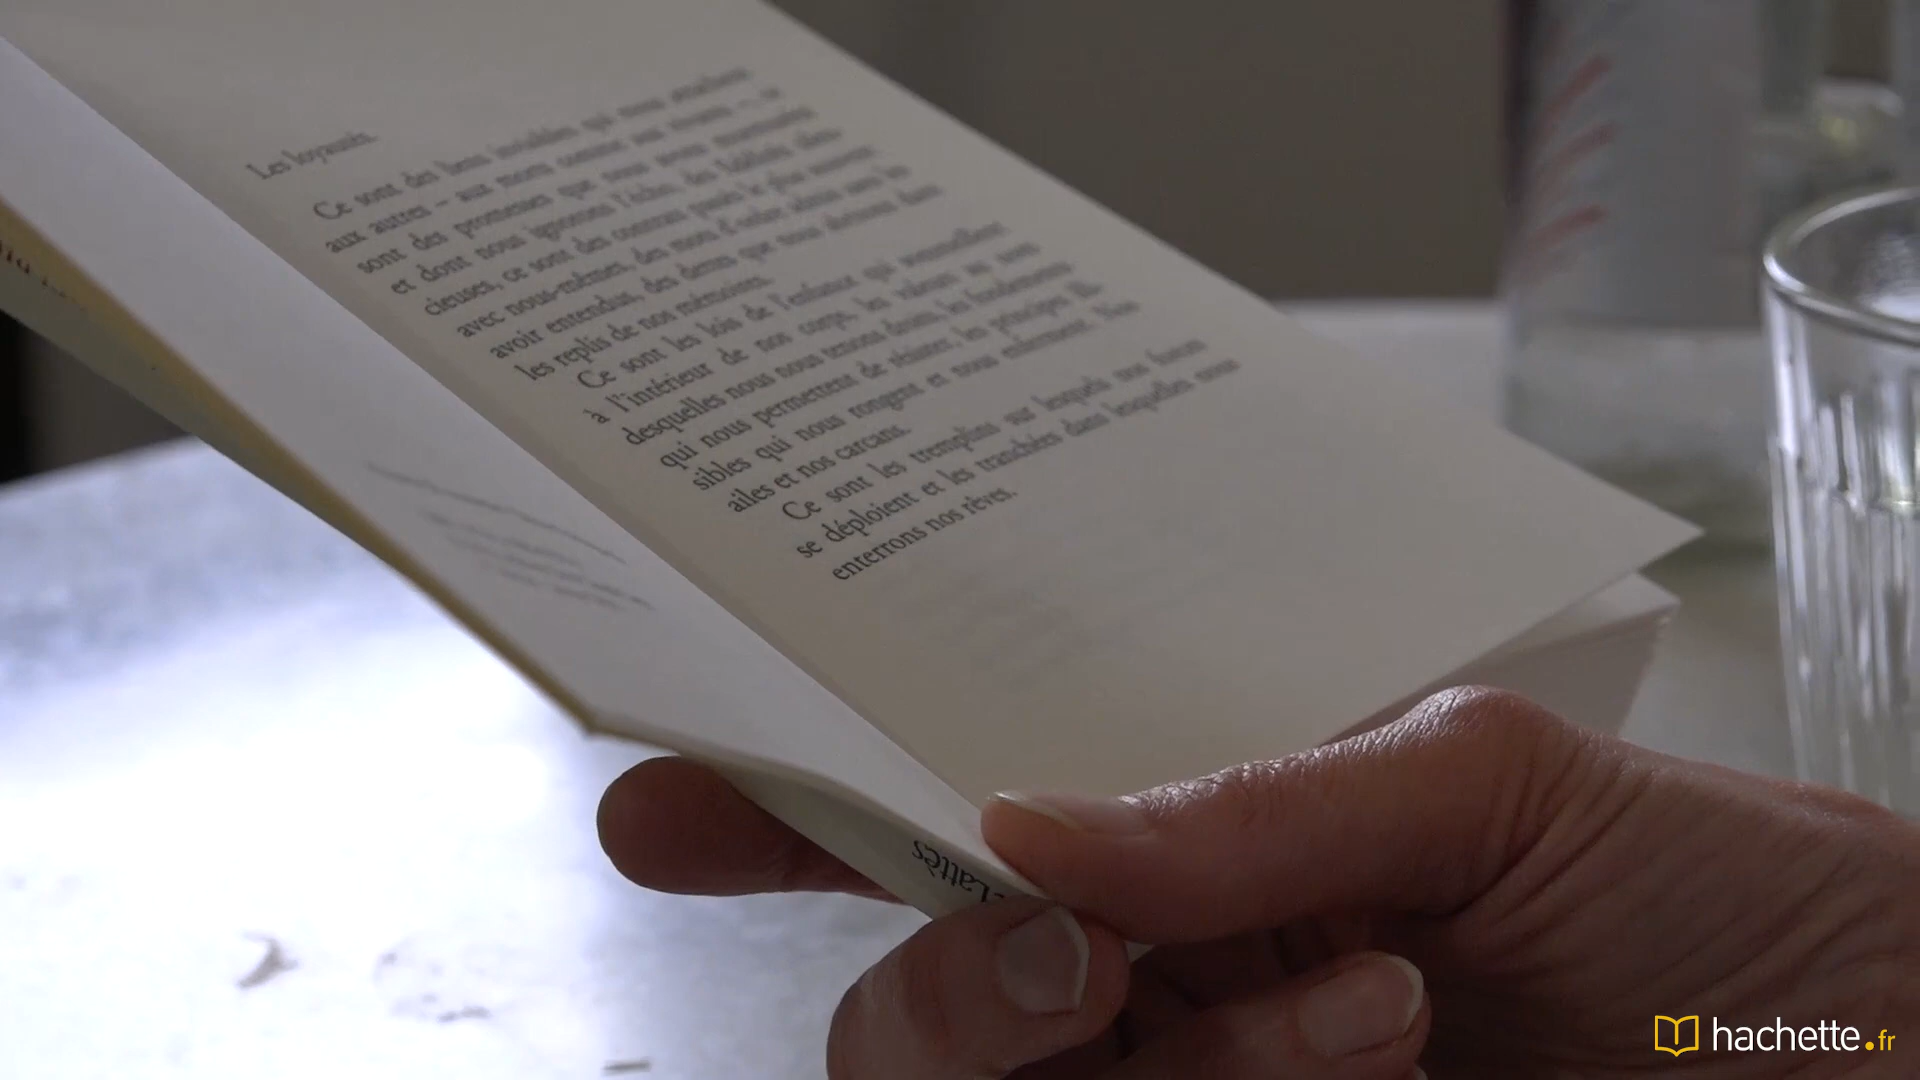 Les loyautés.
Ce sont des liens invisibles qui nous attachent
aux autres – aux morts comme aux vivants –, ce
sont des promesses que nous avons murmurées
et dont nous ignorons l'écho, des fidélités silen-
cieuses, ce sont des contrats passés le plus souvent
avec nous-mêmes, des mots d'ordre admis sans les
avoir entendus, des dettes que nous abritons dans
les replis de nos mémoires.
Ce sont les lois de l'enfance qui sommeillent
à l'intérieur de nos corps, les valeurs au nom
desquelles nous nous tenons droits, les fondements
qui nous permettent de résister, les principes illi-
sibles qui nous rongent et nous enferment. Nos
ailes et nos carcans.
Ce sont les tremplins sur lesquels nos forces
se déploient et les tranchées dans lesquelles nous
enterrons nos rêves.
Lattès
hachette.fr